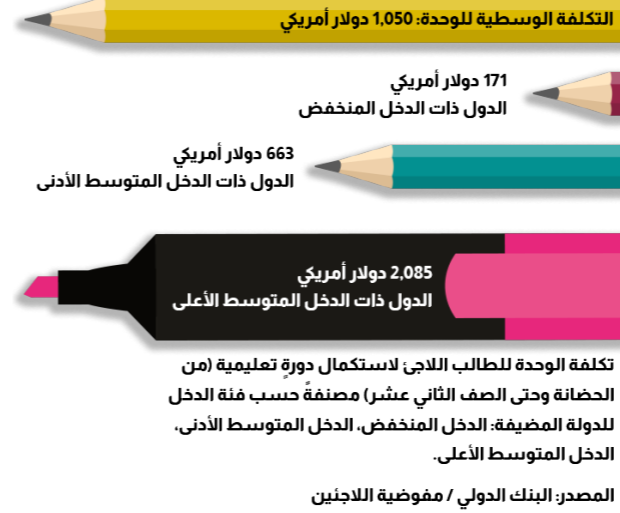 التكلفة الوسطية للوحدة: 1,050 دولار أمريكي
171 دولار أمريكي
الدول ذات الدخل المنخفض
663 دولار أمريكي
الدول ذات الدخل المتوسط الأدنى
2,085 دولار أمريكي
الدول ذات الدخل المتوسط الأعلى
تكلفة الوحدة للطالب اللاجئ لاستكمال دورةٍ تعليمية (من
الحضانة وحتى الصف الثاني عشر) مصنفةً حسب فئة الدخل
للدولة المضيفة: الدخل المنخفض، الدخل المتوسط الأدنى،
الدخل المتوسط الأعلى.
المصدر: البنك الدولي / مفوضية اللاجئين